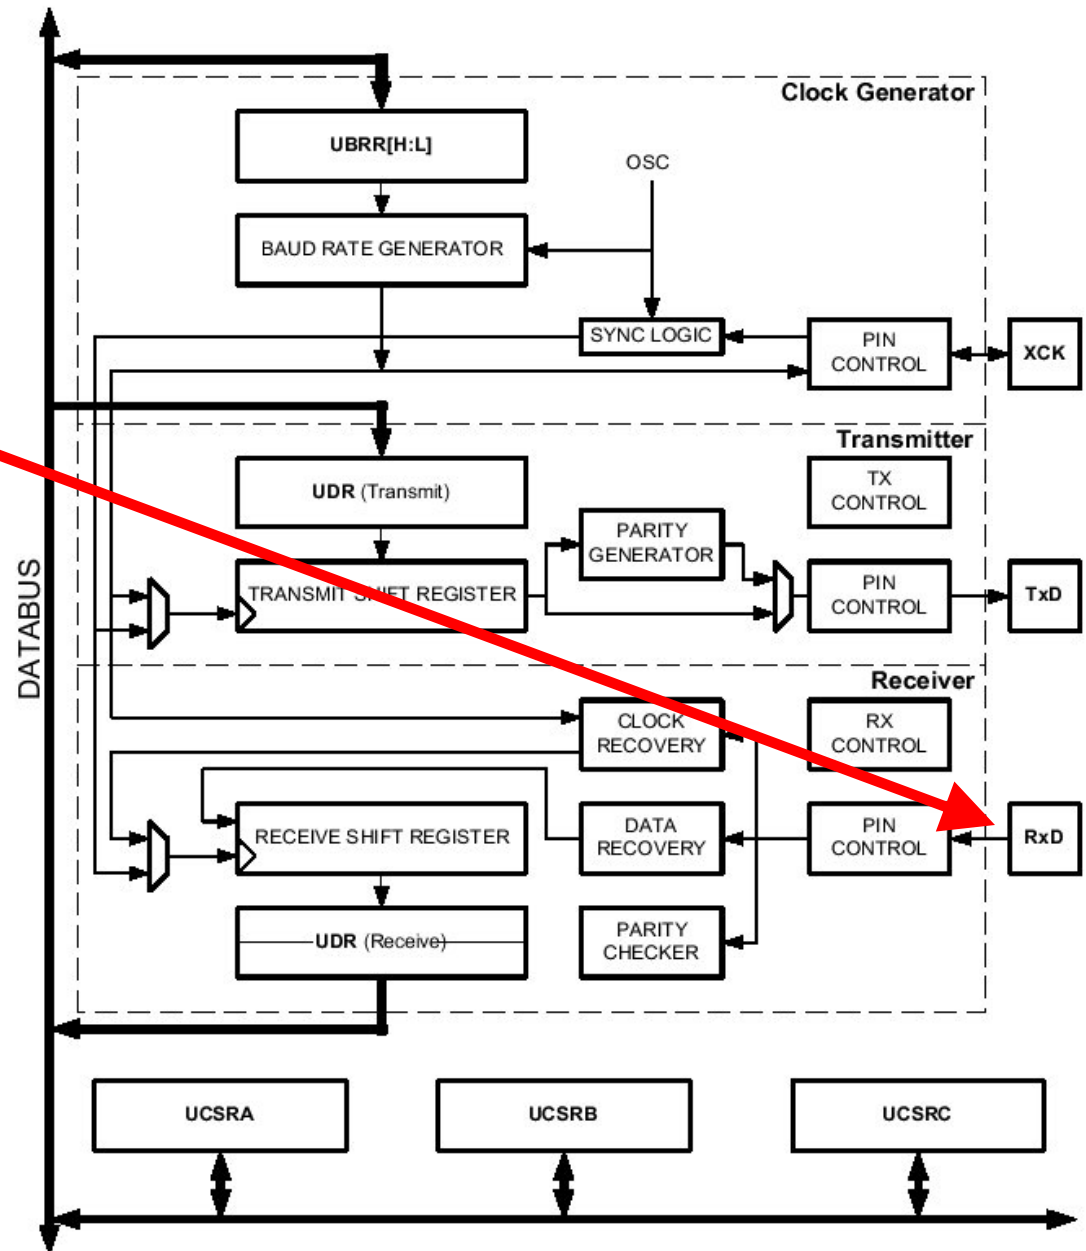 Clock Generator
UBRR[H:L]
OSC
BAUD RATE GENERATOR
SYNC LOGIC
PIN
CONTROL
XCK
Transmitter
UDR (Transmit)
TX
CONTROL
PARITY
GENERATOR
TRANSMIT SHIFT REGISTER
PIN
CONTROL
TxD
DATABUS
Receiver
CLOCK
RECOVERY
RX
CONTROL
RECEIVE SHIFT REGISTER
DATA
RECOVERY
PIN
CONTROL
RxD
UDR (Receive)
PARITY
CHECKER
UCSRA
UCSRB
UCSRC